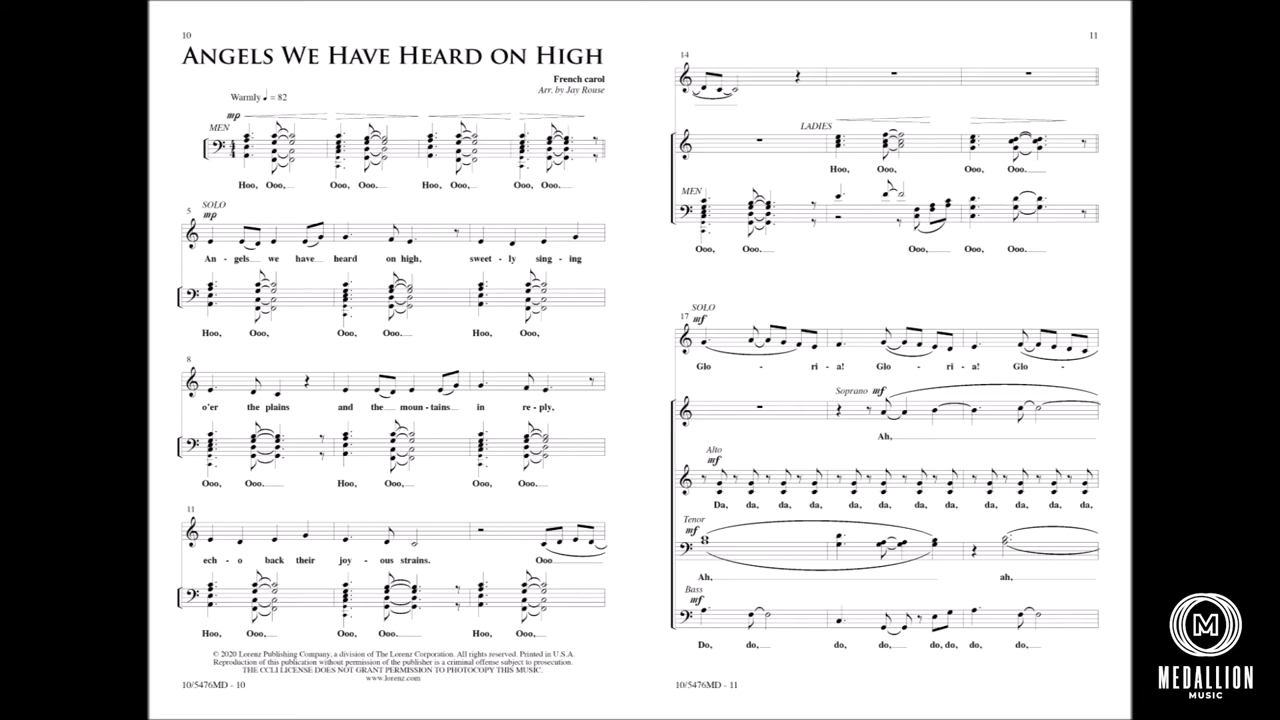 10
ANGELS WE HAVE HEARD ON HIGH
French carol
Arr. by Jay Rouse
Warmly ♩ = 82
mp
MEN
Hoo, Ooo, Ooo, Ooo. Hoo, Ooo, Ooo, Ooo.
SOLO
mp
5
An - gels we have heard on high, sweet - ly sing - ing
Hoo, Ooo, Ooo, Ooo. Hoo, Ooo,
8
o'er the plains and the moun - tains in re - ply,
Ooo, Ooo. Hoo, Ooo, Ooo, Ooo.
11
ech - o back their joy - ous strains. Ooo
Hoo, Ooo, Ooo, Ooo. Hoo, Ooo,
© 2020 Lorenz Publishing Company, a division of The Lorenz Corporation. All rights reserved. Printed in U.S.A.
Reproduction of this publication without permission of the publisher is a criminal offense subject to prosecution.
THE CCLI LICENSE DOES NOT GRANT PERMISSION TO PHOTOCOPY THIS MUSIC.
www.lorenz.com
10/5476MD - 10
11
14
LADIES
Hoo, Ooo, Ooo, Ooo.
MEN
Ooo, Ooo. Ooo, Ooo, Ooo.
SOLO
mf
17
Glo - ria! Glo - ria! Glo -
Soprano mf
Ah,
Alto
mf
Da, da, da, da, da, da, da, da, da, da, da, da,
Tenor
mf
Ah, ah,
Bass
mf
Do, do, do, do, do, do, do, do,
10/5476MD - 11
M
MEDALLION
MUSIC